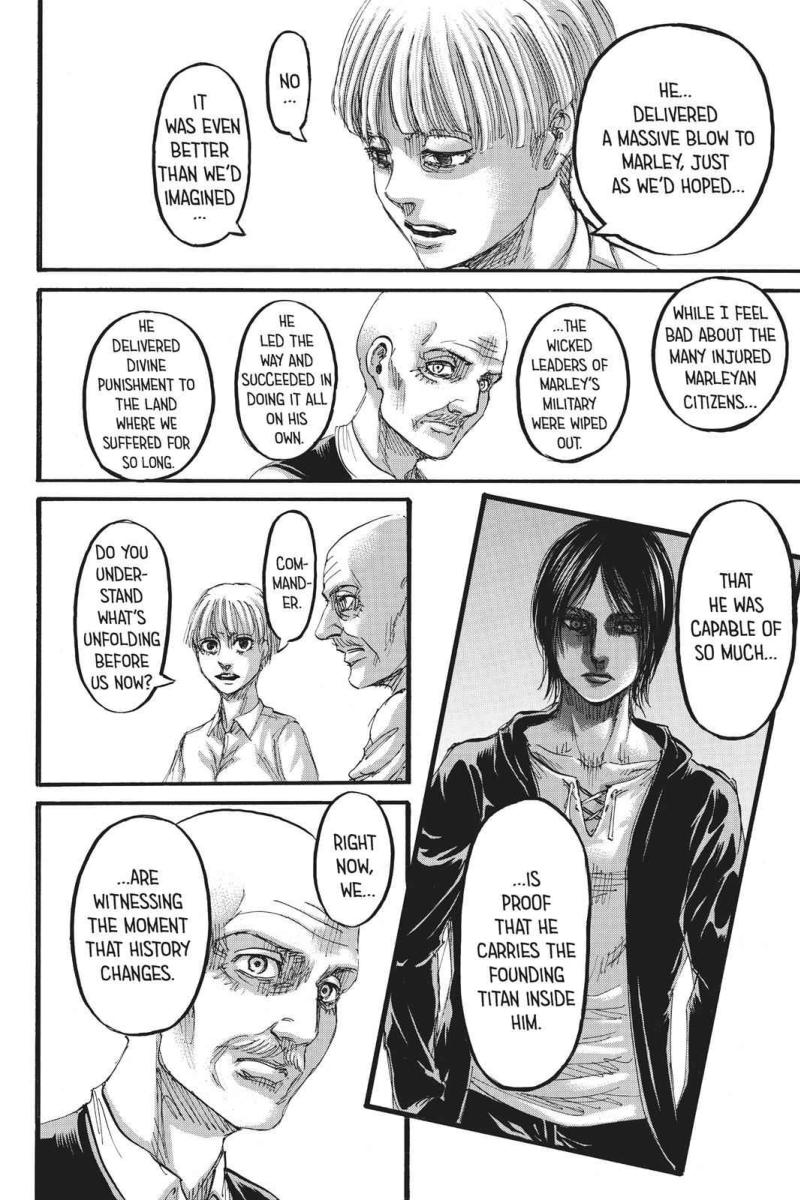 HE...
DELIVERED
A MASSIVE BLOW TO
MARLEY, JUST
AS WE'D HOPED...
NO
...
IT
WAS EVEN
BETTER
THAN WE'D
IMAGINED
...
WHILE I FEEL
BAD ABOUT THE
MANY INJURED
MARLEYAN
CITIZENS...
...THE
WICKED
LEADERS OF
MARLEY'S
MILITARY
WERE WIPED
OUT.
HE
LED THE
WAY AND
SUCCEEDED IN
DOING IT ALL
ON HIS
OWN.
HE
DELIVERED
DIVINE
PUNISHMENT TO
THE LAND
WHERE WE
SUFFERED FOR
SO LONG.
THAT
HE WAS
CAPABLE OF
SO MUCH...
...IS
PROOF
THAT HE
CARRIES THE
FOUNDING
TITAN INSIDE
HIM.
COM-
MAND-
ER.
DO YOU
UNDER-
STAND
WHAT'S
UNFOLDING
BEFORE
US NOW?
RIGHT
NOW,
WE...
...ARE
WITNESSING
THE MOMENT
THAT HISTORY
CHANGES.